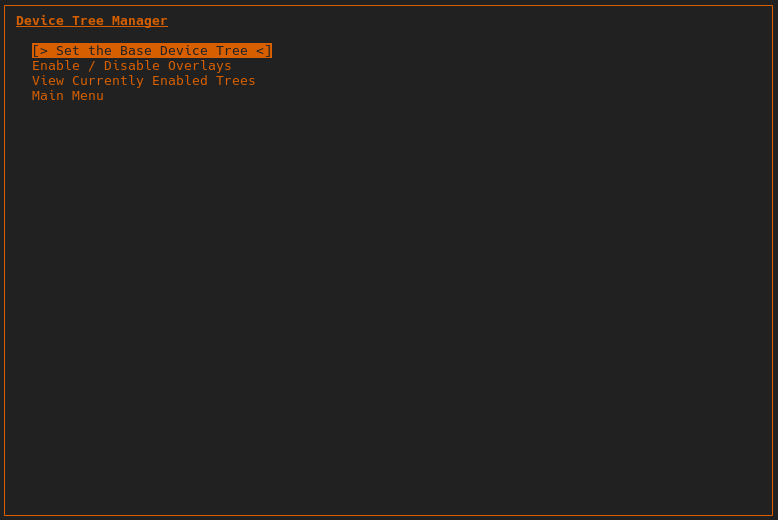 Device Tree Manager
[> Set the Base Device Tree <]
Enable / Disable Overlays
View Currently Enabled Trees
Main Menu